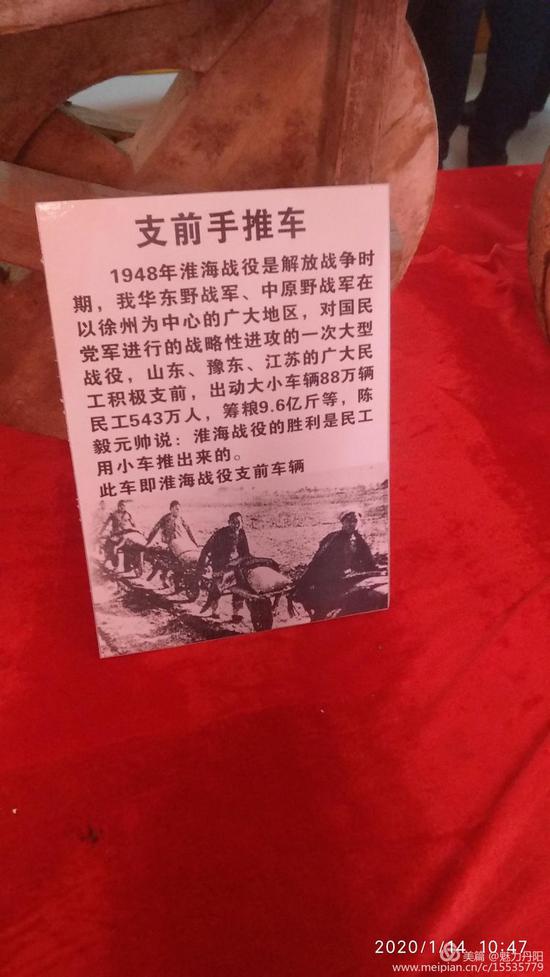 支前手推车
1948年淮海战役是解放战争时
期，我华东野战军、中原野战军在
以徐州为中心的广大地区，对国民
党军进行的战略性进攻的一次大型
战役，山东、豫东、江苏的广大民
工积极支前，出动大小车辆88万辆
民工543万人，筹粮9.6亿斤等，陈
毅元帅说：淮海战役的胜利是民工
用小车推出来的。
此车即淮海战役支前车辆
2020/1/14 10:47
美篇 @魅力丹阳
www.meipian.cn/c/15535779